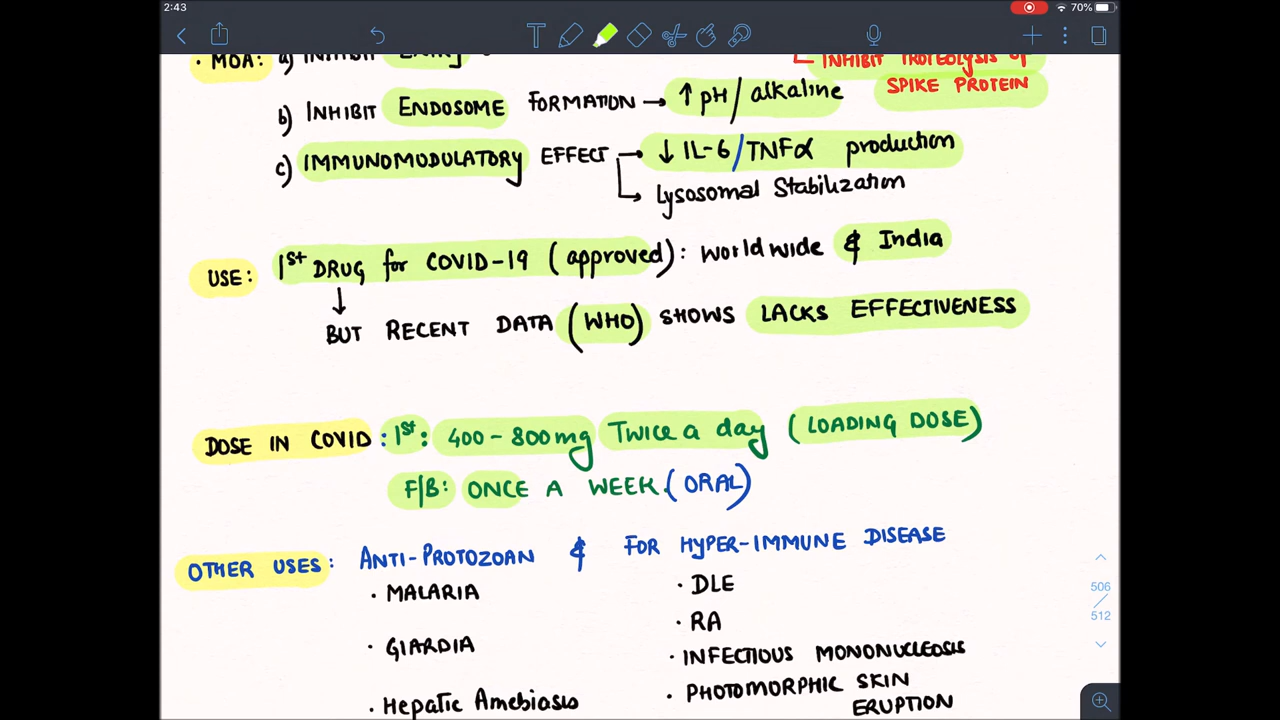 2:43
70%
T
• MOA: a) INHIBIT
INHIBIT PROTEOLYSIS of
SPIKE PROTEIN
b) INHIBIT ENDOSOME FORMATION → ↑ pH / alkaline
c) IMMUNOMODULATORY EFFECT → ↓ IL-6/TNFα production
↳ Lysosomal Stabilization
USE: 1st DRUG for COVID-19 (approved): worldwide & India
↓
BUT RECENT DATA (WHO) SHOWS LACKS EFFECTIVENESS
DOSE IN COVID: 1st: 400-800mg Twice a day (LOADING DOSE)
F/B: ONCE A WEEK. (ORAL)
OTHER USES: ANTI-PROTOZOAN & FOR HYPER-IMMUNE DISEASE
• MALARIA
• GIARDIA
• Hepatic Amebiasis
• DLE
• RA
• INFECTIOUS MONONUCLEOSIS
• PHOTOMORPHIC SKIN
ERUPTION
506
512